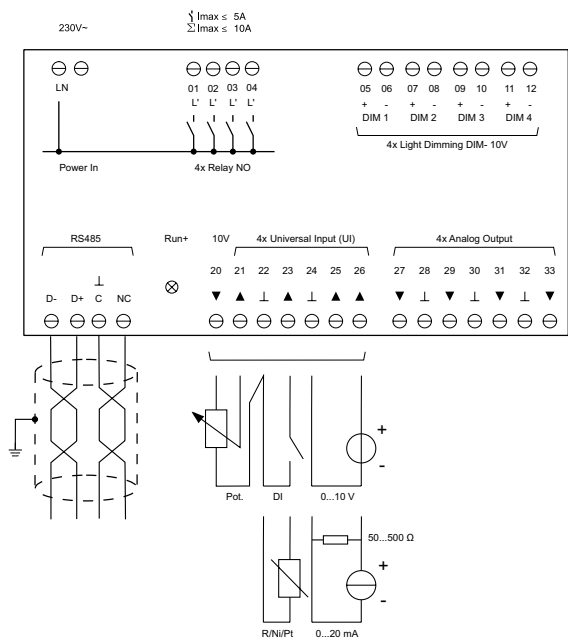 230V~
Imax ≤ 5A
Σ Imax ≤ 10A
LN
01 02 03 04
L' L' L' L'
05 06 07 08 09 10 11 12
+ - + - + - + -
DIM 1 DIM 2 DIM 3 DIM 4
4x Light Dimming DIM- 10V
Power In
4x Relay NO
RS485
Run+
10V
4x Universal Input (UI)
4x Analog Output
20 21 22 23 24 25 26
27 28 29 30 31 32 33
D- D+ C NC
+
-
Pot. DI 0...10 V
50...500 Ω
+
-
R/Ni/Pt 0...20 mA